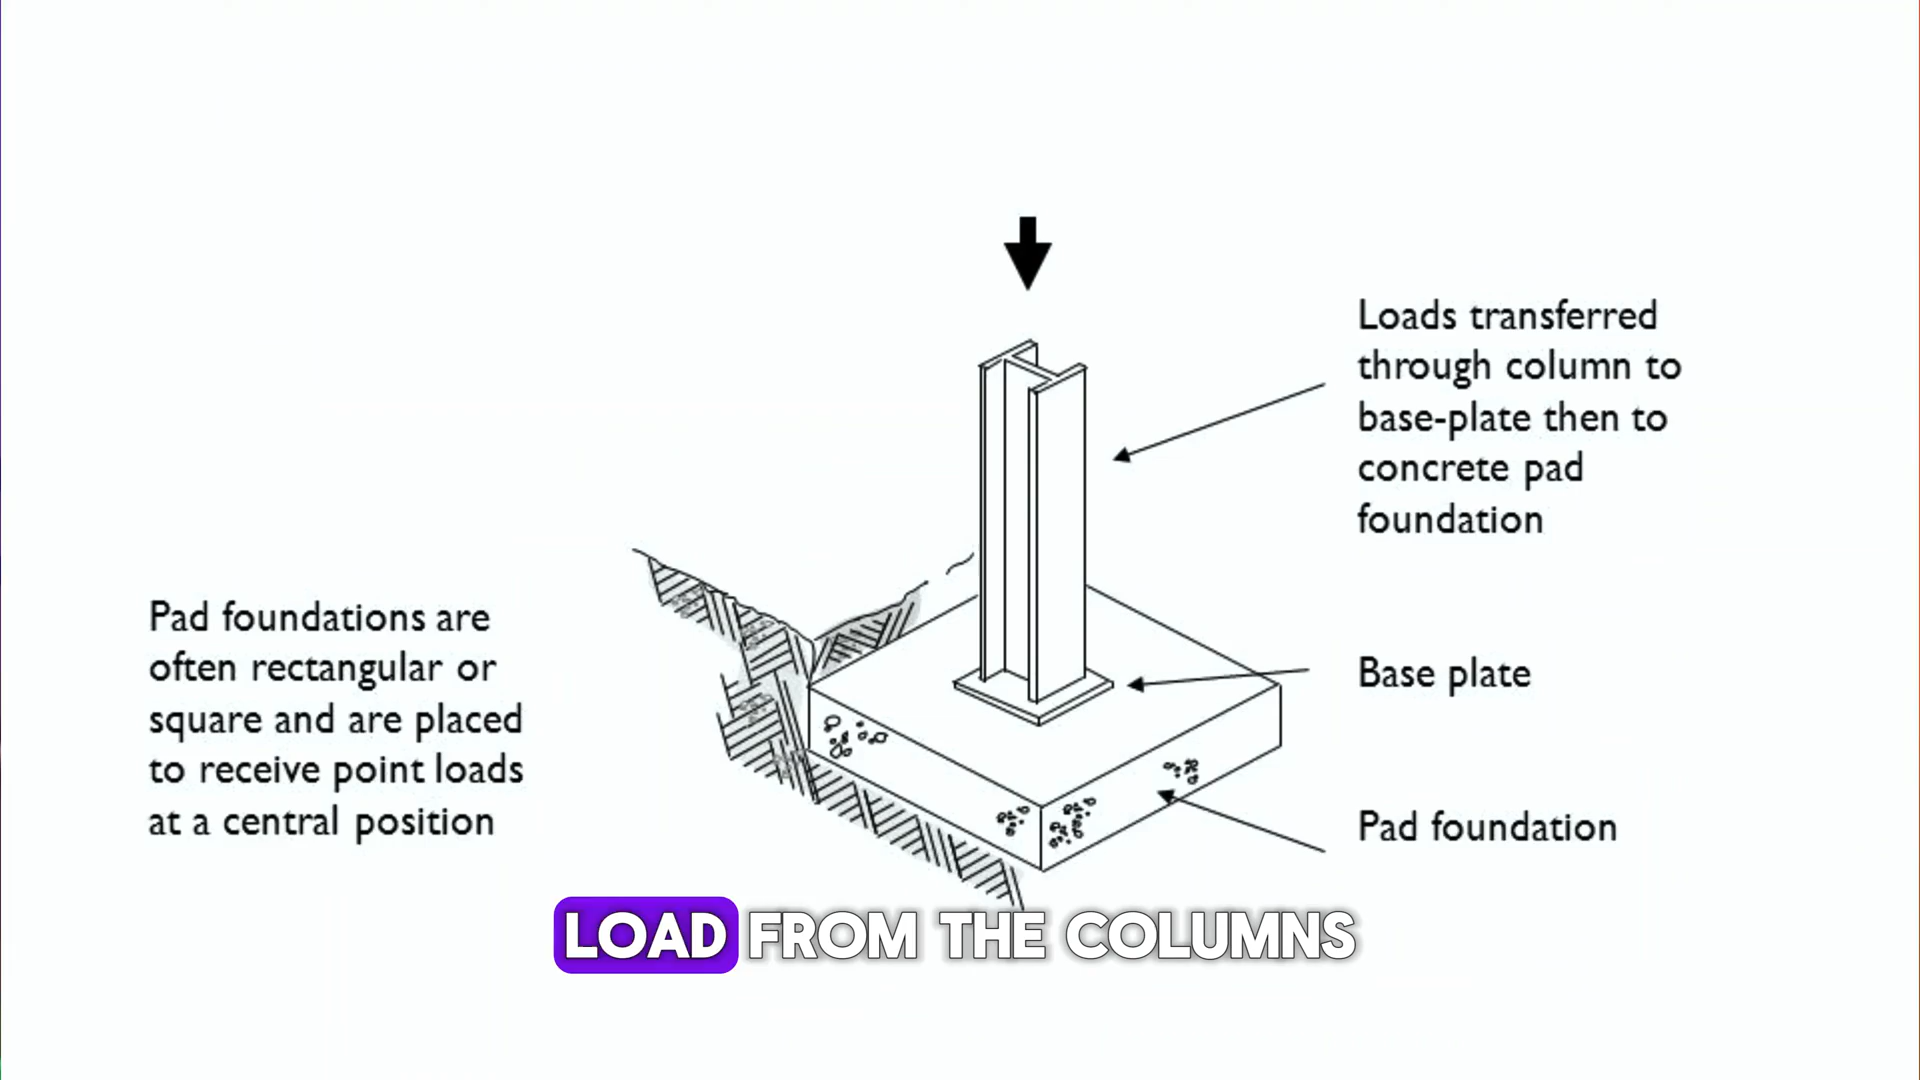 Loads transferred
through column to
base-plate then to
concrete pad
foundation
Pad foundations are
often rectangular or
square and are placed
to receive point loads
at a central position
Base plate
Pad foundation
LOAD FROM THE COLUMNS